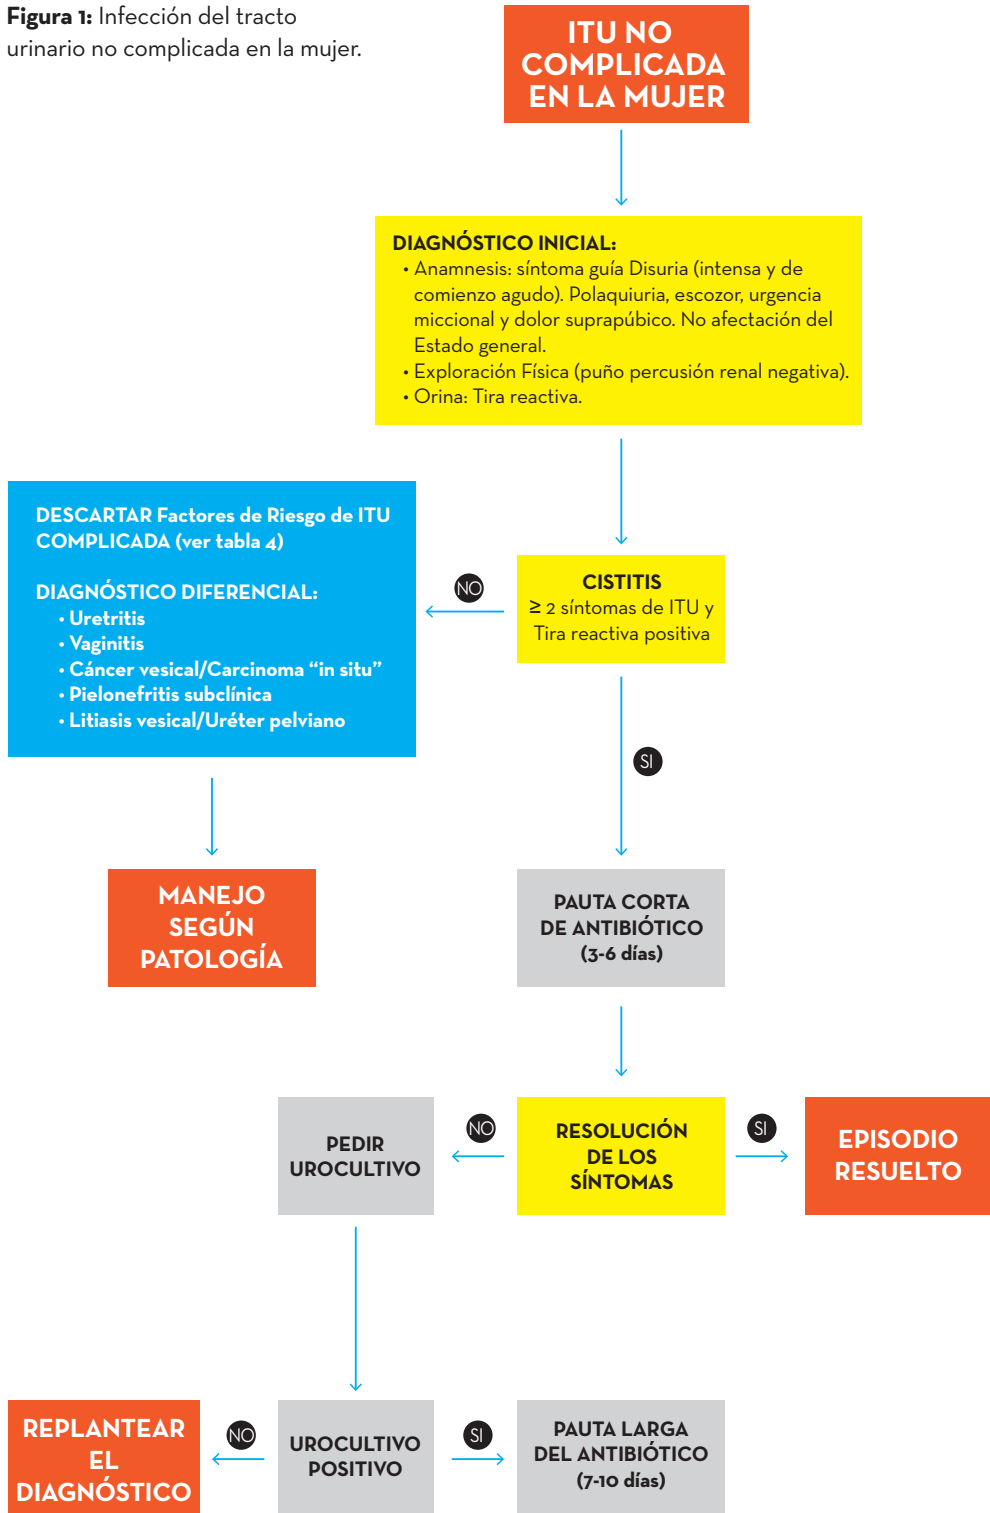 Figura 1: Infección del tracto
urinario no complicada en la mujer.
ITU NO
COMPLICADA
EN LA MUJER
DIAGNÓSTICO INICIAL:
• Anamnesis: síntoma guía Disuria (intensa y de
comienzo agudo). Polaquiuria, escozor, urgencia
miccional y dolor suprapúbico. No afectación del
Estado general.
• Exploración Física (puño percusión renal negativa).
• Orina: Tira reactiva.
DESCARTAR Factores de Riesgo de ITU
COMPLICADA (ver tabla 4)
DIAGNÓSTICO DIFERENCIAL:
• Uretritis
• Vaginitis
• Cáncer vesical/Carcinoma “in situ”
• Pielonefritis subclínica
• Litiasis vesical/Uréter pelviano
NO
CISTITIS
≥ 2 síntomas de ITU y
Tira reactiva positiva
SI
MANEJO
SEGÚN
PATOLOGÍA
PAUTA CORTA
DE ANTIBIÓTICO
(3-6 días)
PEDIR
UROCULTIVO
NO
RESOLUCIÓN
DE LOS
SÍNTOMAS
SI
EPISODIO
RESUELTO
REPLANTEAR
EL
DIAGNÓSTICO
NO
UROCULTIVO
POSITIVO
SI
PAUTA LARGA
DEL ANTIBIÓTICO
(7-10 días)